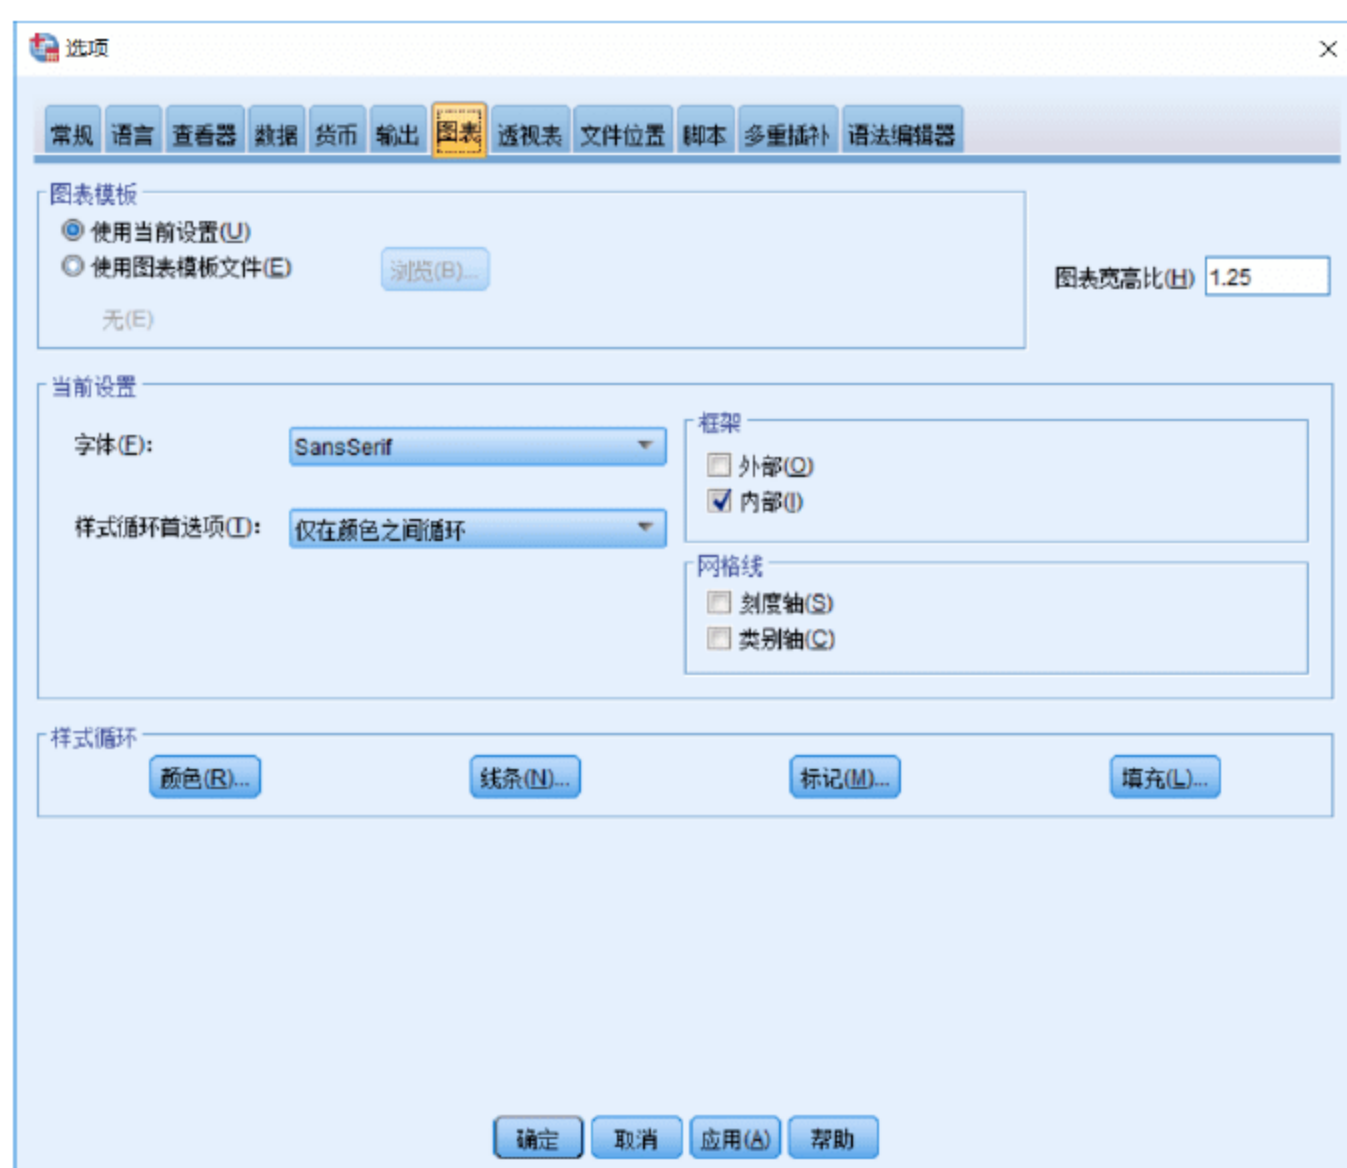 选项
常规 语言 查看器 数据 货币 输出 图表 透视表 文件位置 脚本 多重插补 语法编辑器
图表模板
使用当前设置(U)
使用图表模板文件(E) 浏览(B)...
无(E)
图表宽高比(H) 1.25
当前设置
字体(F): SansSerif
样式循环首选项(T): 仅在颜色之间循环
框架
外部(O)
内部(I)
网格线
刻度轴(S)
类别轴(C)
样式循环
颜色(R)... 线条(N)... 标记(M)... 填充(L)...
确定 取消 应用(A) 帮助